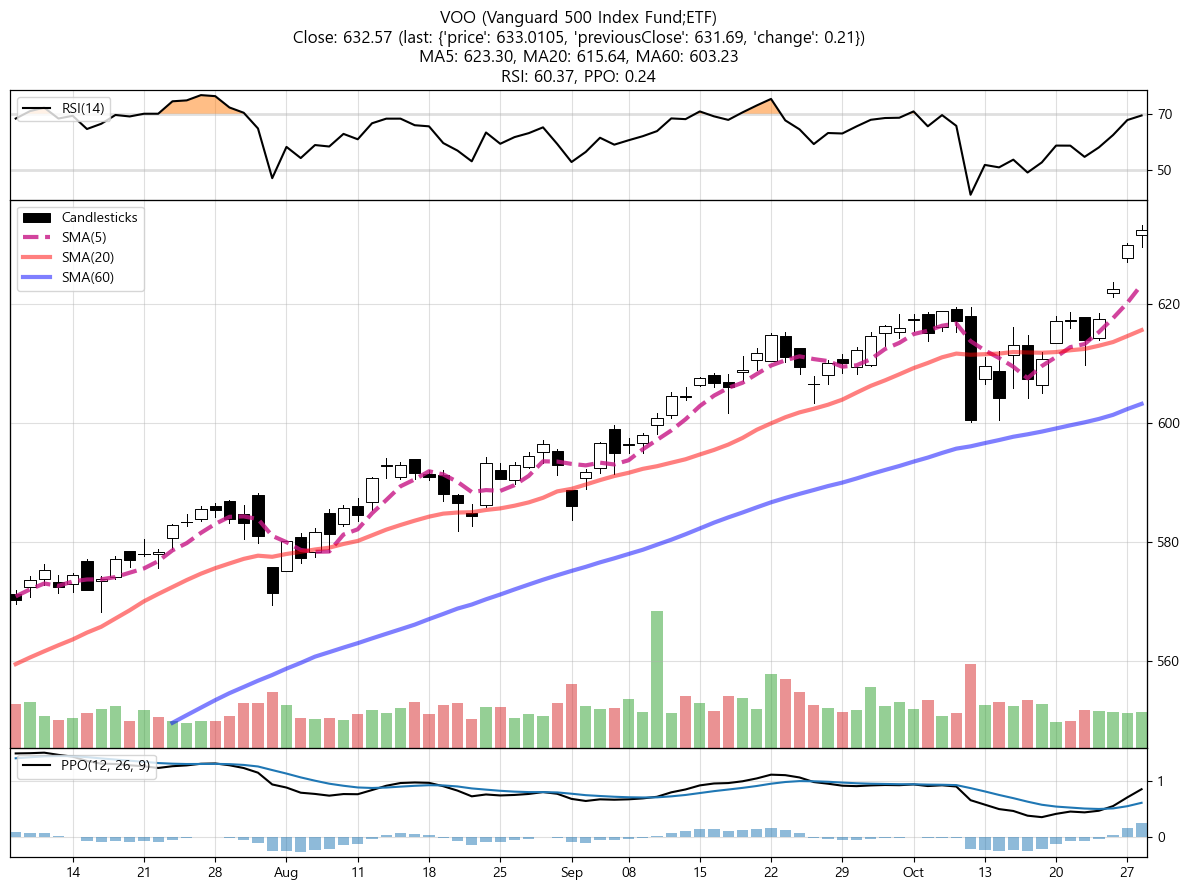 VOO (Vanguard 500 Index Fund;ETF)
Close: 632.57 (last: {'price': 633.0105, 'previousClose': 631.69, 'change': 0.21})
MA5: 623.30, MA20: 615.64, MA60: 603.23
RSI: 60.37, PPO: 0.24
RSI(14)
70
50
Candlesticks
SMA(5)
SMA(20)
SMA(60)
620
600
580
560
PPO(12, 26, 9)
1
0
14 21 28 Aug 11 18 25 Sep 08 15 22 29 Oct 13 20 27